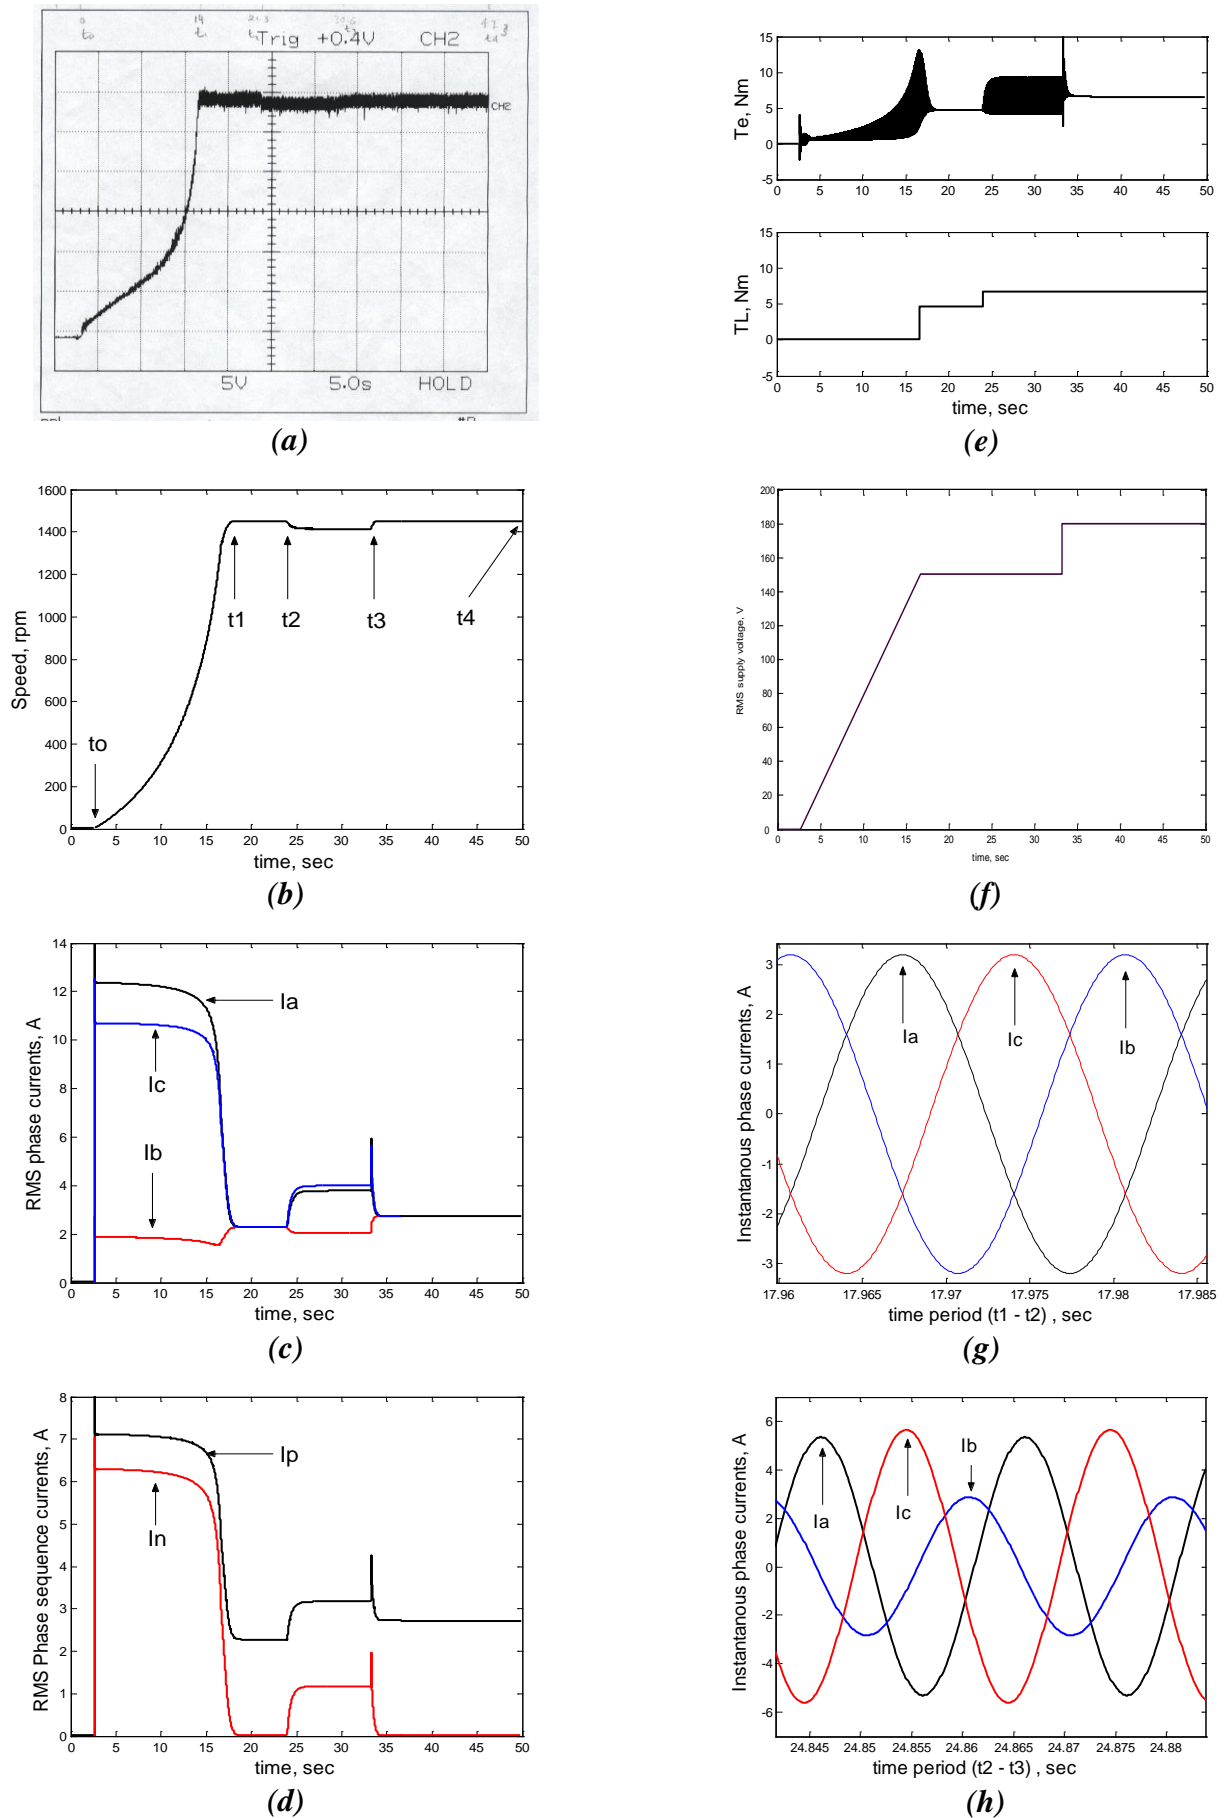 0 14 21.3 30.6 47.3
to t1
Trig +0.4V CH2
CH2
5V 5.0s HOLD
(a)
Te, Nm
15
10
5
0
-5
0 5 10 15 20 25 30 35 40 45 50
TL, Nm
15
10
5
0
-5
0 5 10 15 20 25 30 35 40 45 50
time, sec
(e)
Speed, rpm
1600
1400
1200
1000
800
600
400
200
0
to
t1 t2 t3 t4
0 5 10 15 20 25 30 35 40 45 50
time, sec
(b)
RMS supply voltage, V
200
180
160
140
120
100
80
60
40
20
0
0 5 10 15 20 25 30 35 40 45 50
time, sec
(f)
RMS phase currents, A
14
12
10
8
6
4
2
0
Ia
Ic
Ib
0 5 10 15 20 25 30 35 40 45 50
time, sec
(c)
Instantanous phase currents, A
3
2
1
0
-1
-2
-3
Ia Ic Ib
17.96 17.965 17.97 17.975 17.98 17.985
time period (t1 - t2) , sec
(g)
RMS Phase sequence currents, A
8
7
6
5
4
3
2
1
0
Ip
In
0 5 10 15 20 25 30 35 40 45 50
time, sec
(d)
Instantanous phase currents, A
6
4
2
0
-2
-4
-6
Ia Ic Ib
24.845 24.85 24.855 24.86 24.865 24.87 24.875 24.88
time period (t2 - t3) , sec
(h)